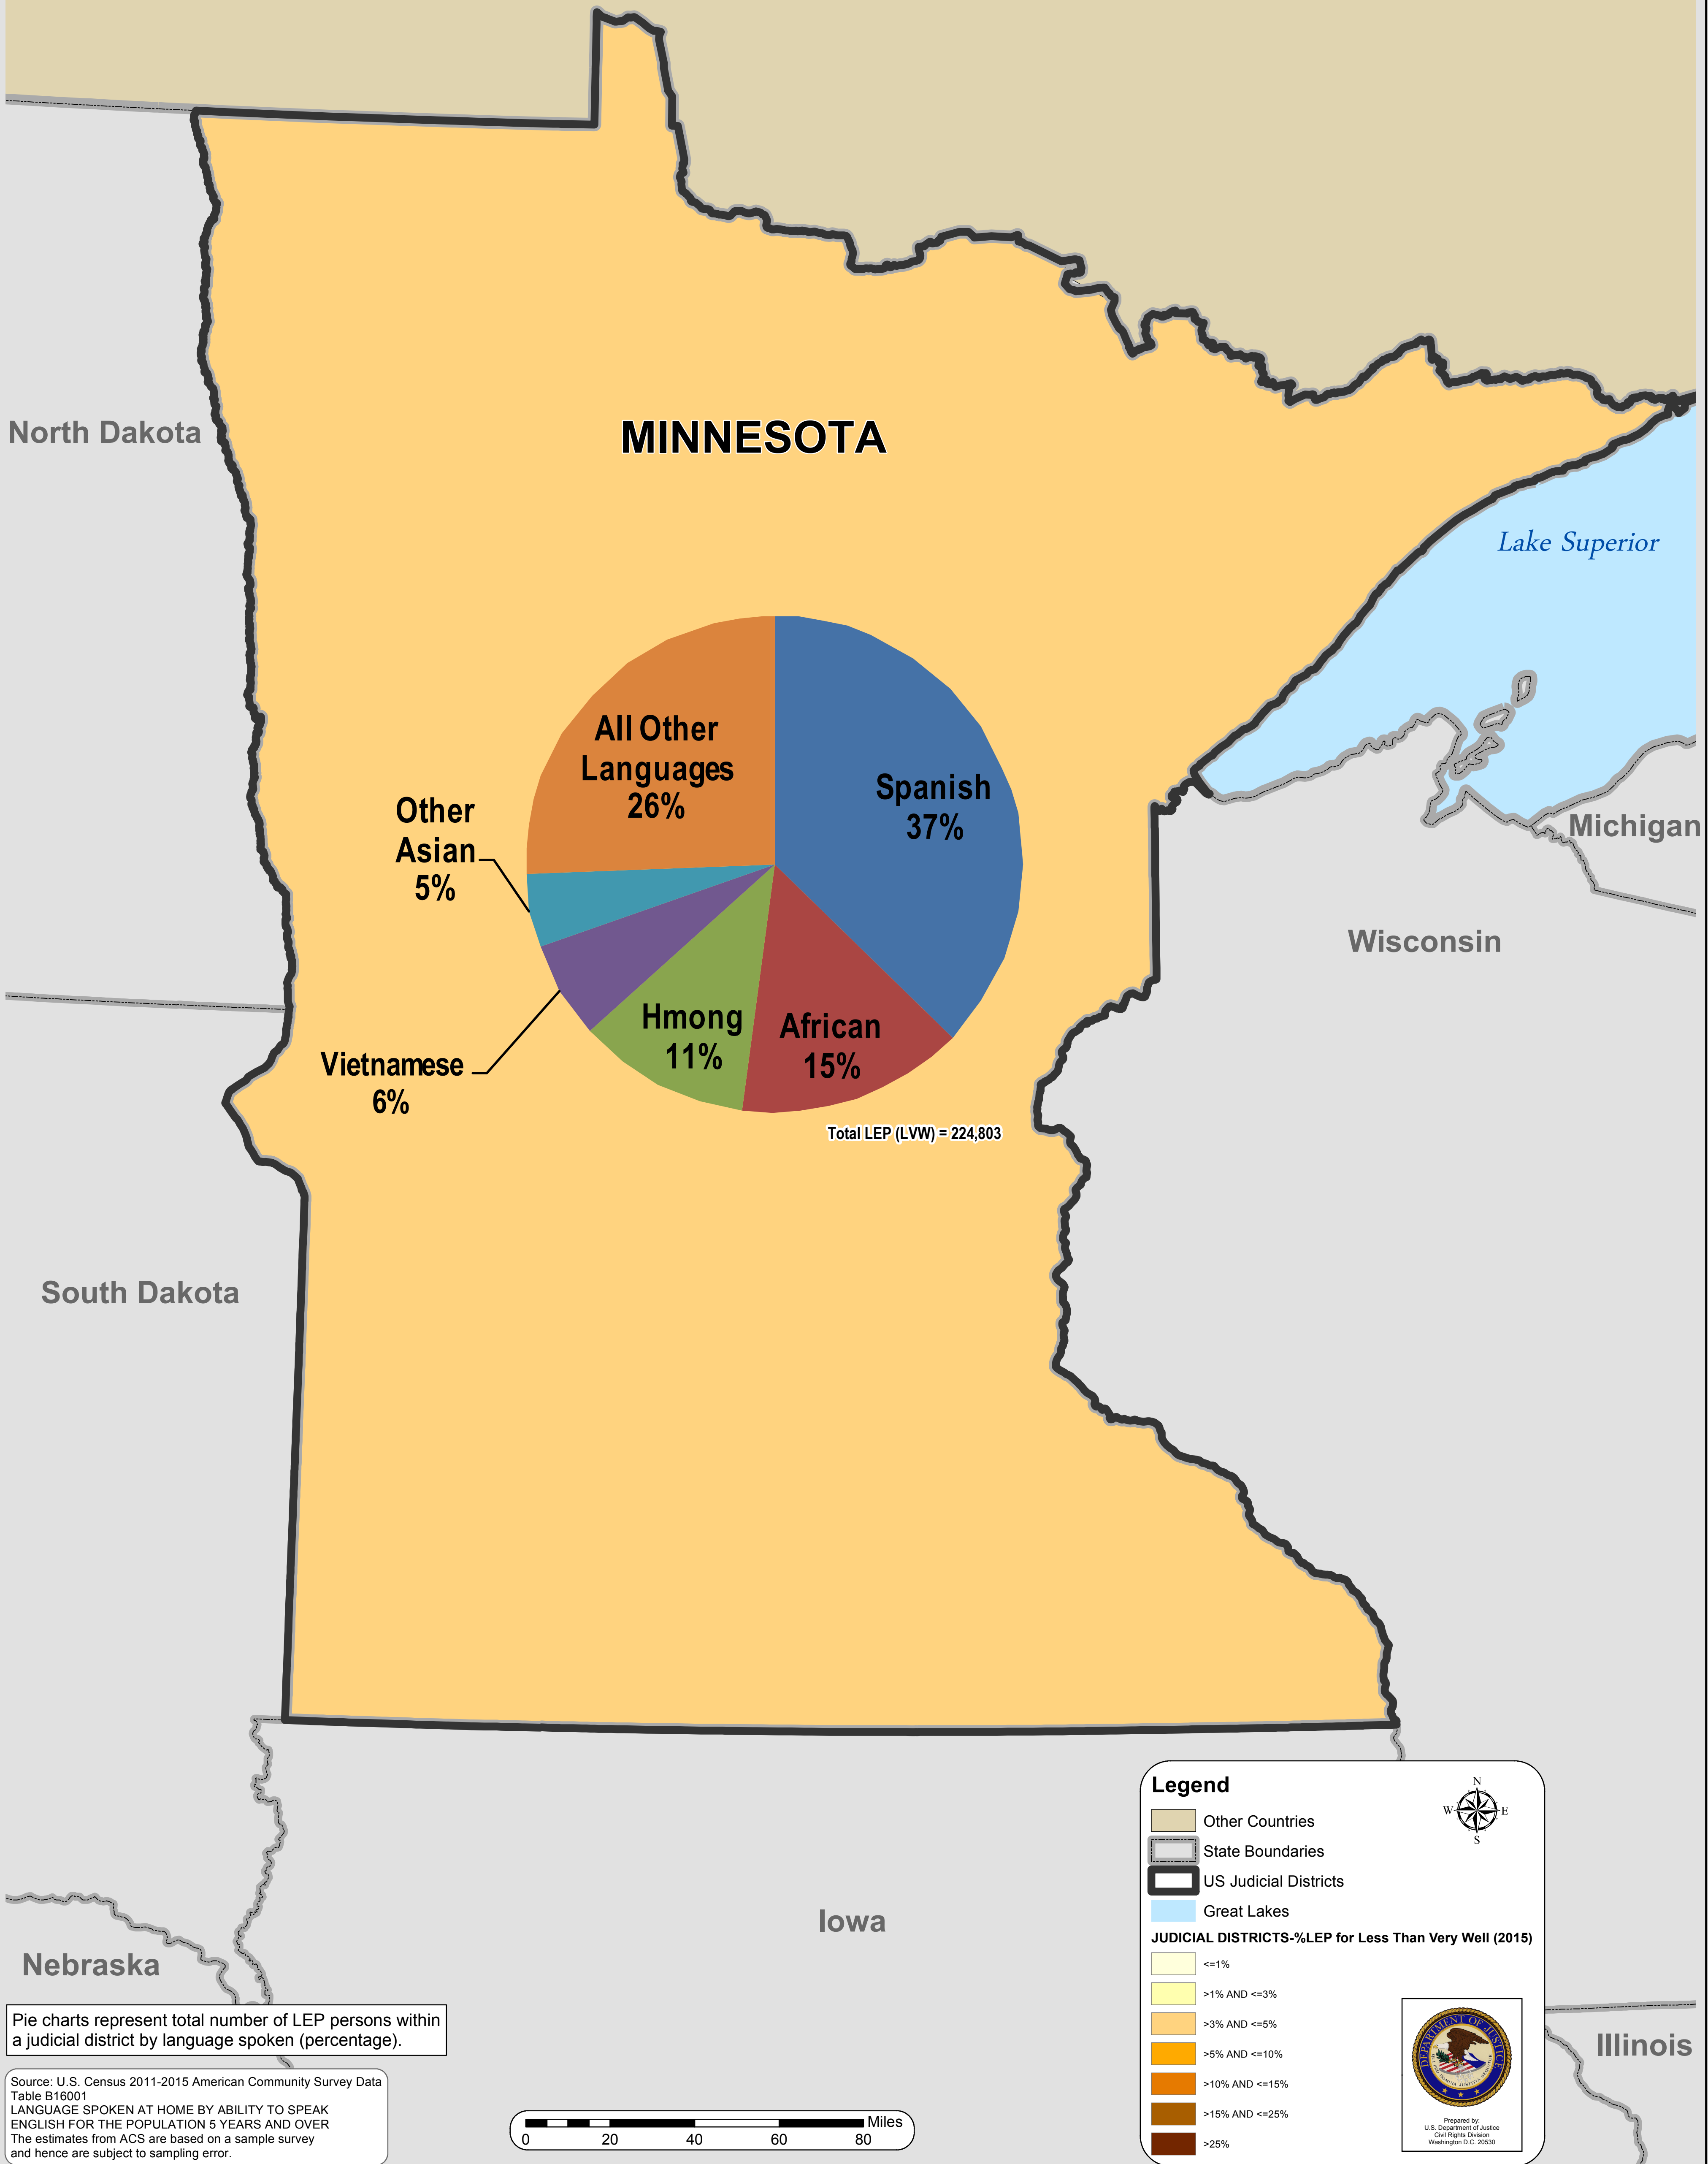 North Dakota
MINNESOTA
Lake Superior
All Other
Languages
26%
Spanish
37%
Other
Asian
5%
Michigan
Wisconsin
Hmong
11%
African
15%
Vietnamese
6%
Total LEP (LVW) = 224,803
South Dakota
Iowa
Nebraska
Illinois
Pie charts represent total number of LEP persons within
a judicial district by language spoken (percentage).
Source: U.S. Census 2011-2015 American Community Survey Data
Table B16001
LANGUAGE SPOKEN AT HOME BY ABILITY TO SPEAK
ENGLISH FOR THE POPULATION 5 YEARS AND OVER
The estimates from ACS are based on a sample survey
and hence are subject to sampling error.
Miles
0 20 40 60 80
Legend
N
W E
S
Other Countries
State Boundaries
US Judicial Districts
Great Lakes
JUDICIAL DISTRICTS-%LEP for Less Than Very Well (2015)
<=1%
>1% AND <=3%
>3% AND <=5%
>5% AND <=10%
>10% AND <=15%
>15% AND <=25%
>25%
DEPARTMENT OF JUSTICE
Prepared by:
U.S. Department of Justice
Civil Rights Division
Washington D.C. 20530